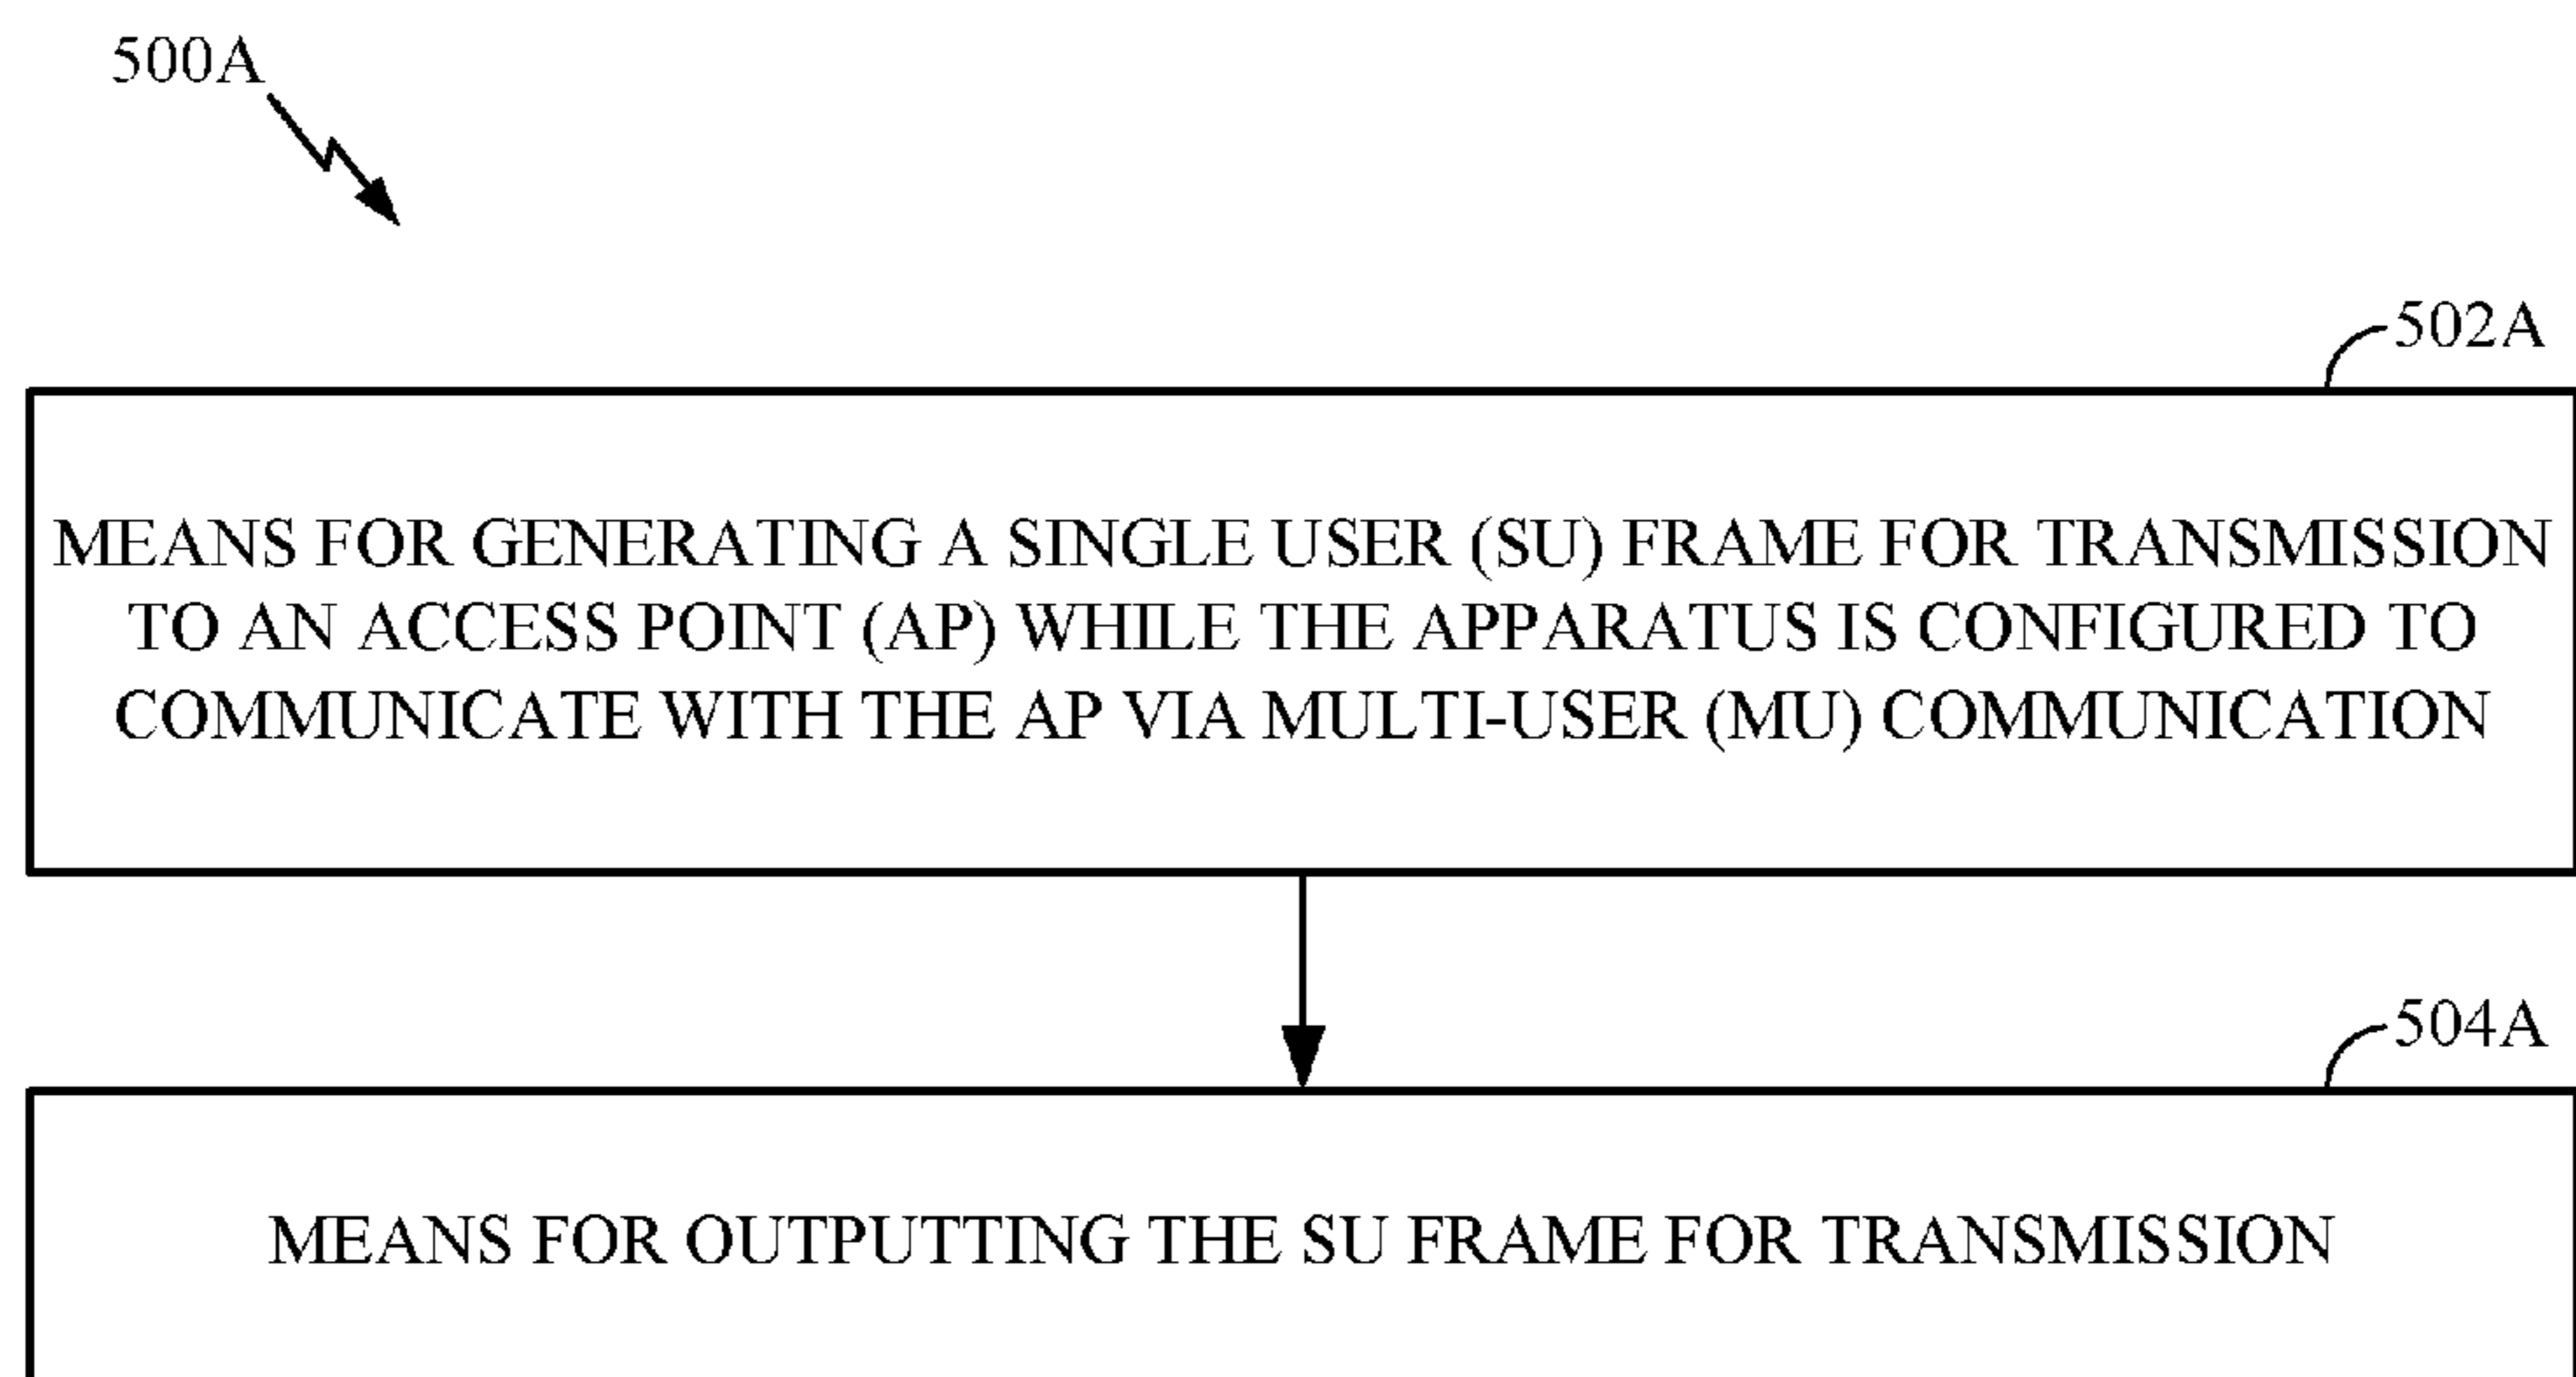 500A
502A
MEANS FOR GENERATING A SINGLE USER (SU) FRAME FOR TRANSMISSION
TO AN ACCESS POINT (AP) WHILE THE APPARATUS IS CONFIGURED TO
COMMUNICATE WITH THE AP VIA MULTI-USER (MU) COMMUNICATION
504A
MEANS FOR OUTPUTTING THE SU FRAME FOR TRANSMISSION